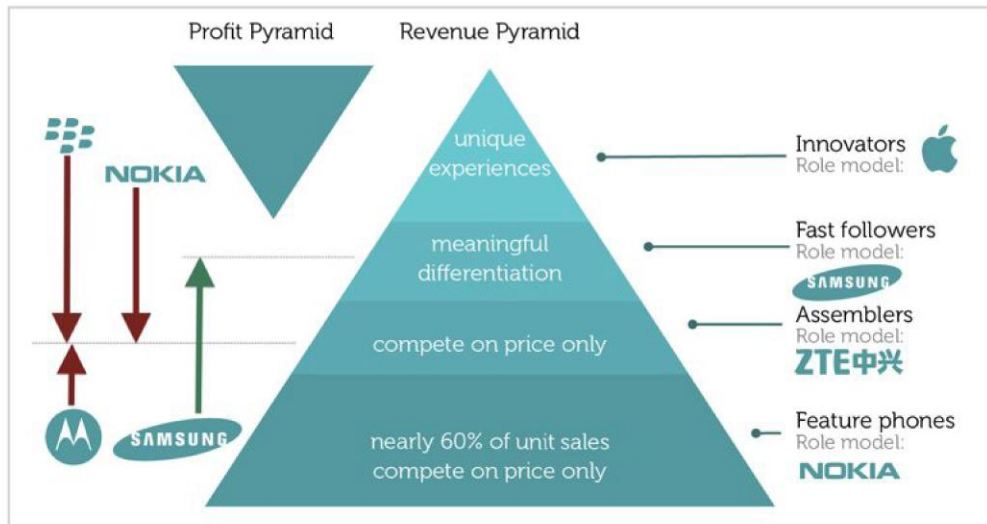 Profit Pyramid
Revenue Pyramid
NOKIA
SAMSUNG
unique
experiences
meaningful
differentiation
compete on price only
nearly 60% of unit sales
compete on price only
Innovators
Role model:
Fast followers
Role model:
SAMSUNG
Assemblers
Role model:
ZTE中兴
Feature phones
Role model:
NOKIA